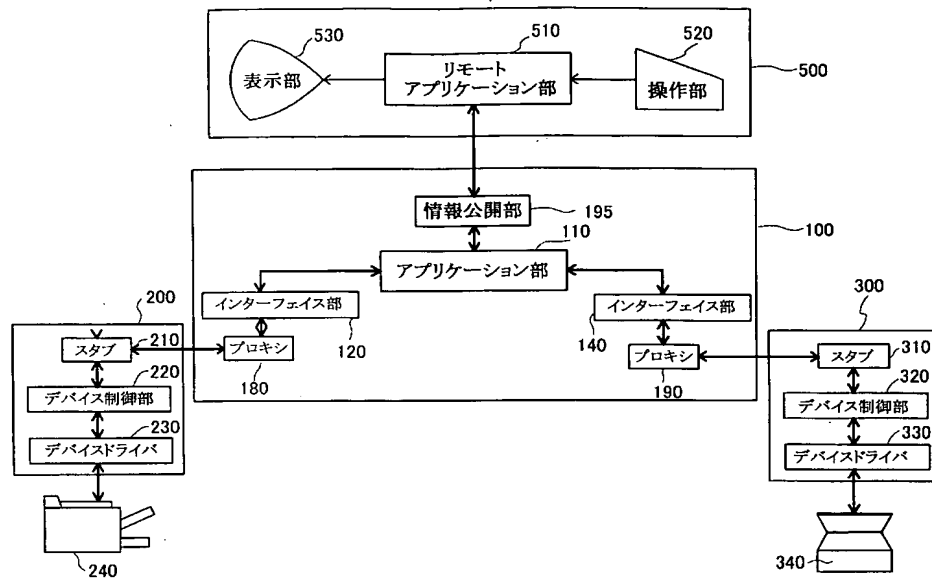 530
510
520
表示部
リモート
アプリケーション部
操作部
500
情報公開部
195
110
100
アプリケーション部
200
インターフェイス部
インターフェイス部
300
スタブ
210
プロキシ
120
140
プロキシ
スタブ
310
220
180
190
320
デバイス制御部
デバイス制御部
230
330
デバイスドライバ
デバイスドライバ
240
340